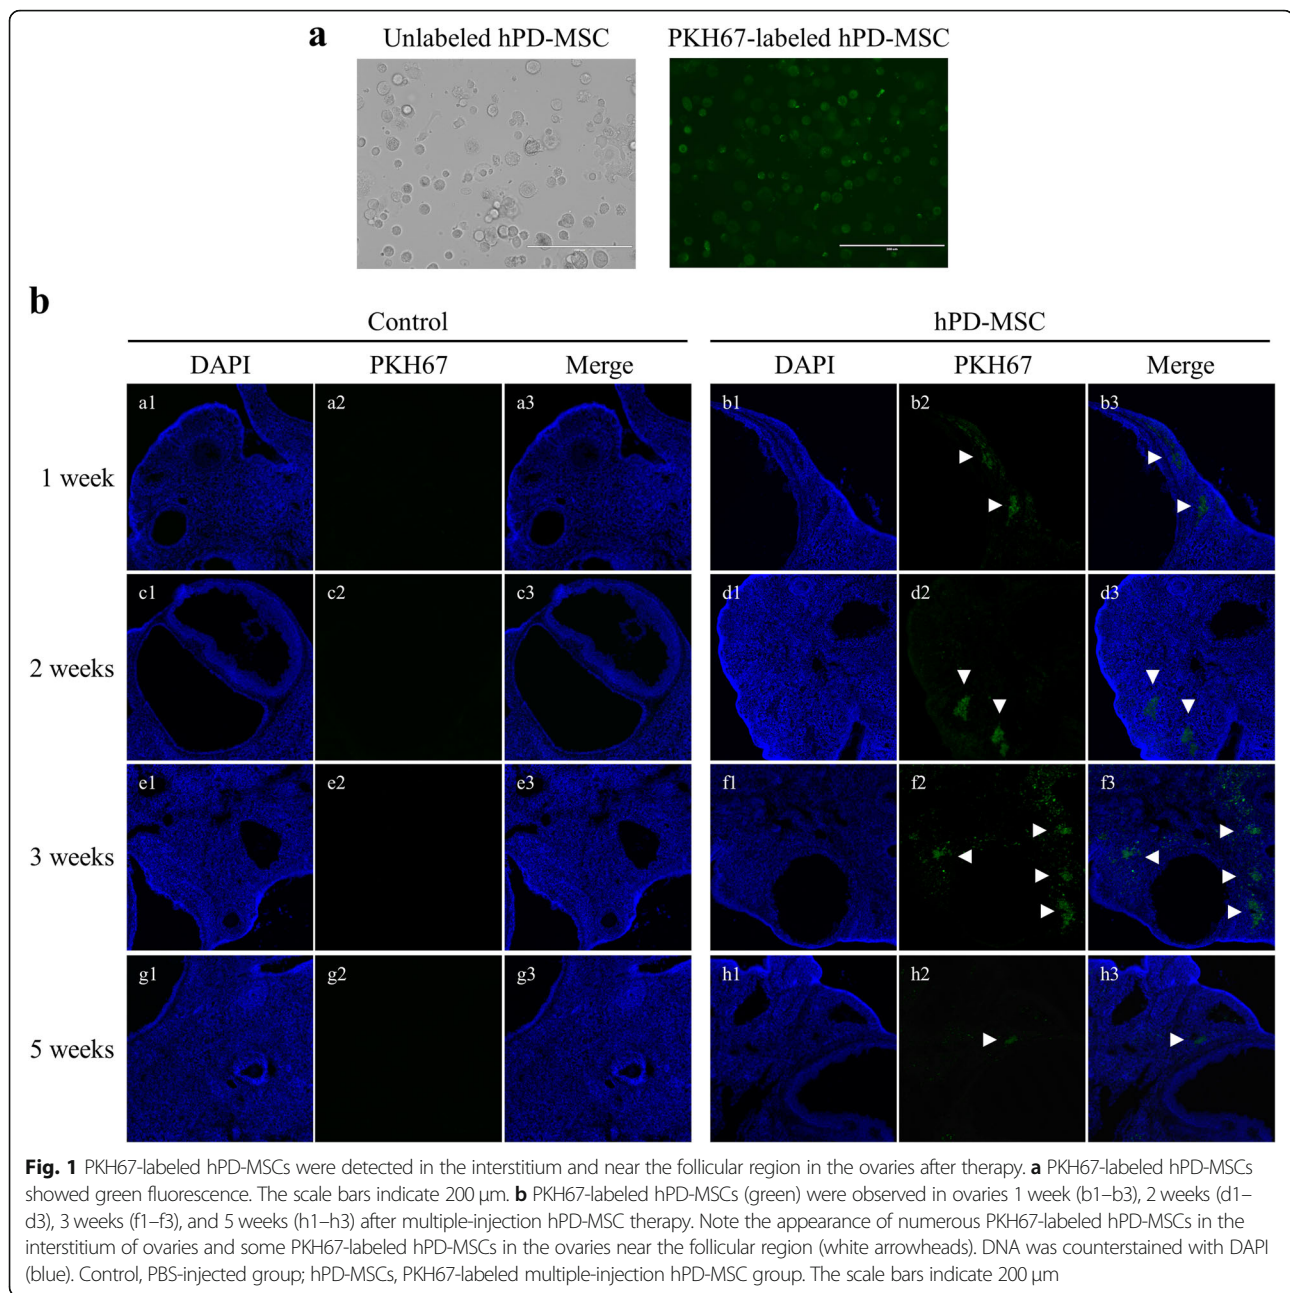 a
Unlabeled hPD-MSC PKH67-labeled hPD-MSC
b
Control hPD-MSC
DAPI PKH67 Merge DAPI PKH67 Merge
1 week a1 a2 a3 b1 b2 b3
2 weeks c1 c2 c3 d1 d2 d3
3 weeks e1 e2 e3 f1 f2 f3
5 weeks g1 g2 g3 h1 h2 h3
Fig. 1 PKH67-labeled hPD-MSCs were detected in the interstitium and near the follicular region in the ovaries after therapy. a PKH67-labeled hPD-MSCs
showed green fluorescence. The scale bars indicate 200 μm. b PKH67-labeled hPD-MSCs (green) were observed in ovaries 1 week (b1–b3), 2 weeks (d1–
d3), 3 weeks (f1–f3), and 5 weeks (h1–h3) after multiple-injection hPD-MSC therapy. Note the appearance of numerous PKH67-labeled hPD-MSCs in the
interstitium of ovaries and some PKH67-labeled hPD-MSCs in the ovaries near the follicular region (white arrowheads). DNA was counterstained with DAPI
(blue). Control, PBS-injected group; hPD-MSCs, PKH67-labeled multiple-injection hPD-MSC group. The scale bars indicate 200 μm